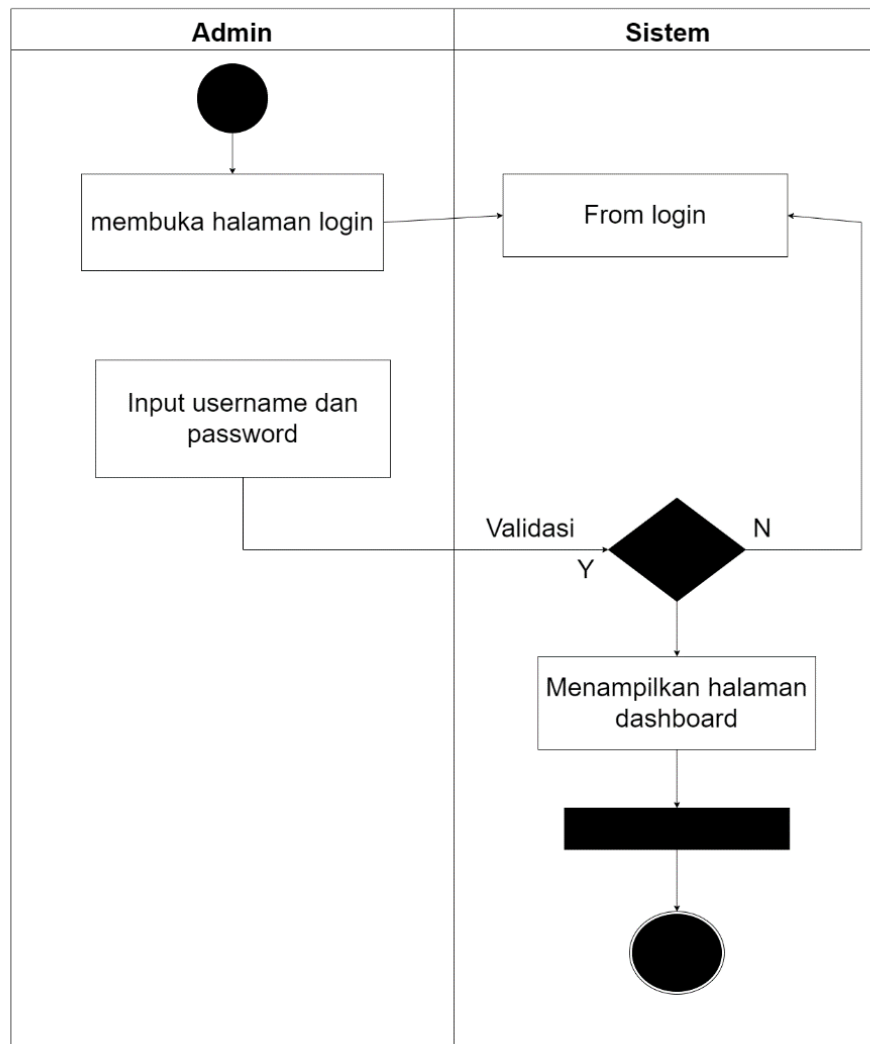 Admin
Sistem
membuka halaman login
From login
Input username dan
password
Validasi
N
Y
Menampilkan halaman
dashboard